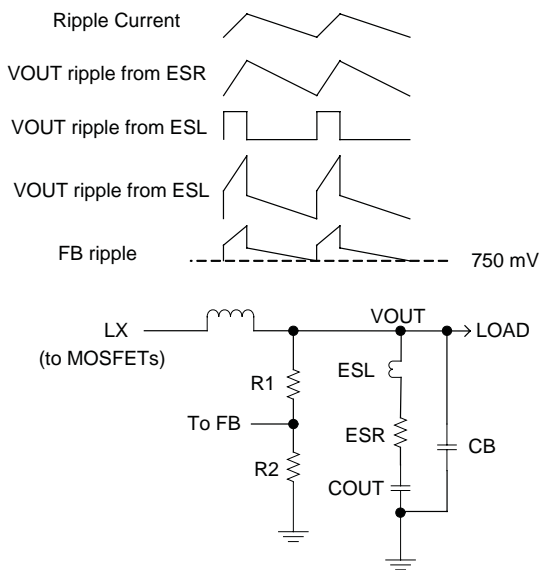 Ripple Current
VOUT ripple from ESR
VOUT ripple from ESL
VOUT ripple from ESL
FB ripple
750 mV
VOUT
LX
LOAD
(to MOSFETs)
ESL
R1
To FB
ESR
CB
R2
COUT